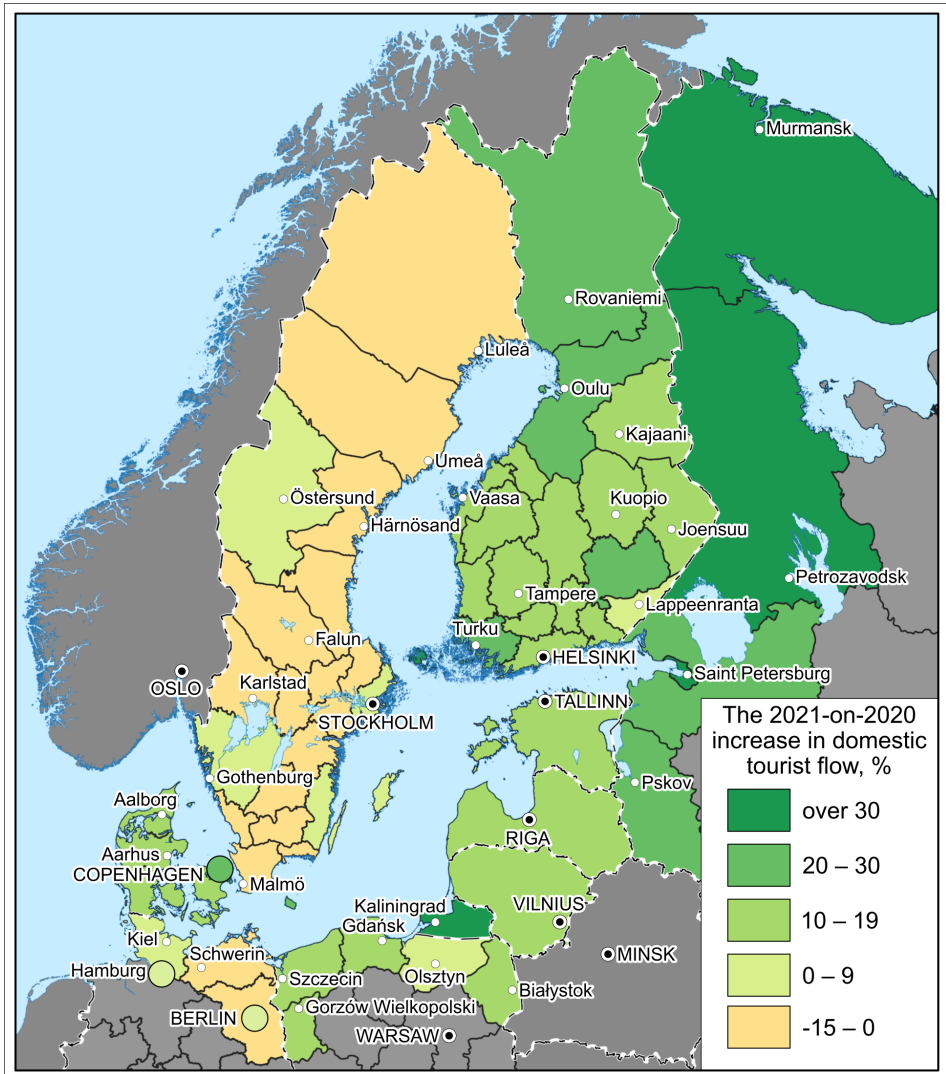 Murmansk
Rovaniemi
Luleå
Oulu
Kajaani
Umeå
Östersund
Vaasa
Kuopio
Härnösand
Joensuu
Petrozavodsk
Tampere
Lappeenranta
Falun
Turku
HELSINKI
OSLO
Karlstad
Saint Petersburg
STOCKHOLM
TALLINN
Gothenburg
Pskov
Aalborg
RIGA
Aarhus
COPENHAGEN
Malmö
Kaliningrad
VILNIUS
Gdańsk
Kiel
Schwerin
MINSK
Hamburg
Szczecin
Olsztyn
Białystok
Gorzów Wielkopolski
BERLIN
WARSAW
The 2021-on-2020
increase in domestic
tourist flow, %
over 30
20 – 30
10 – 19
0 – 9
-15 – 0